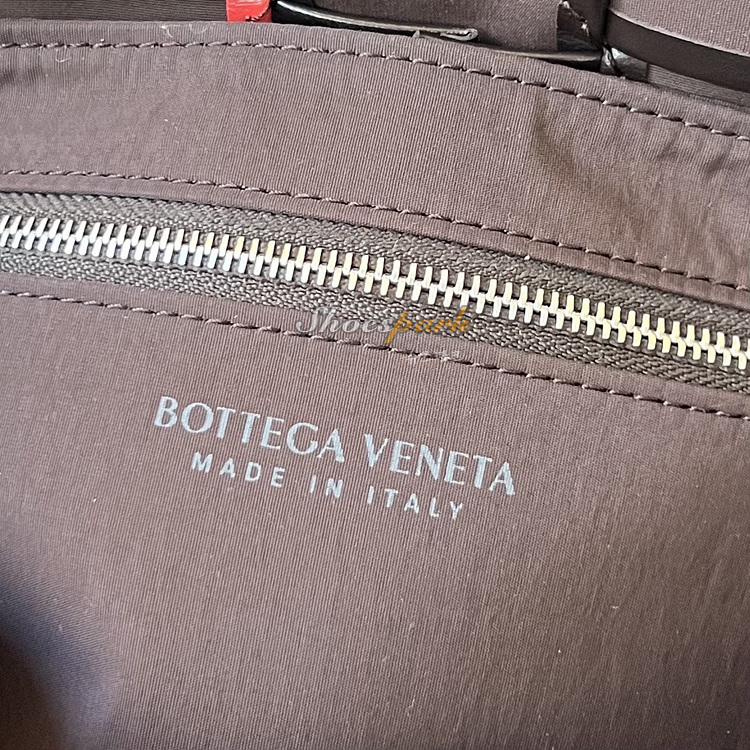 Shoespark
BOTTEGA VENETA
MADE IN ITALY